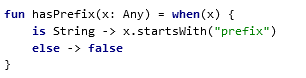 fun hasPrefix(x: Any) = when(x) {
    is String -> x.startsWith("prefix")
    else -> false
}